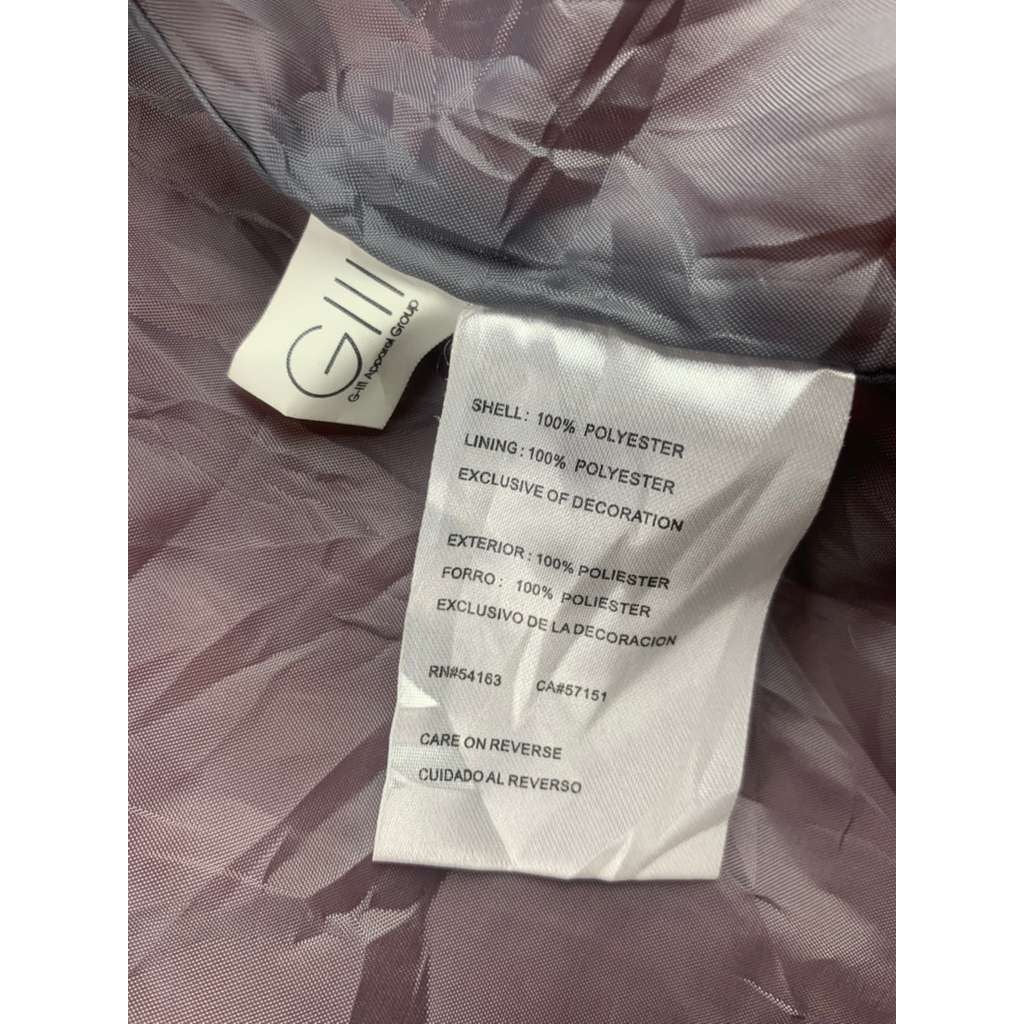 GIII
G-III Apparel Group
SHELL: 100% POLYESTER
LINING: 100% POLYESTER
EXCLUSIVE OF DECORATION
EXTERIOR: 100% POLIESTER
FORRO: 100% POLIESTER
EXCLUSIVO DE LA DECORACION
RN#54163 CA#57151
CARE ON REVERSE
CUIDADO AL REVERSO